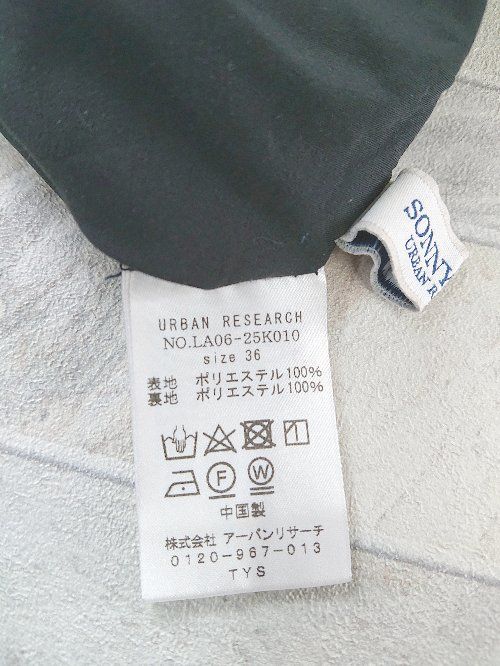 SONNY
URBAN R
URBAN RESEARCH
NO.LA06-25K010
size 36
表地 ポリエステル100%
裏地 ポリエステル100%
F W
中国製
株式会社 アーバンリサーチ
0120-967-013
TYS